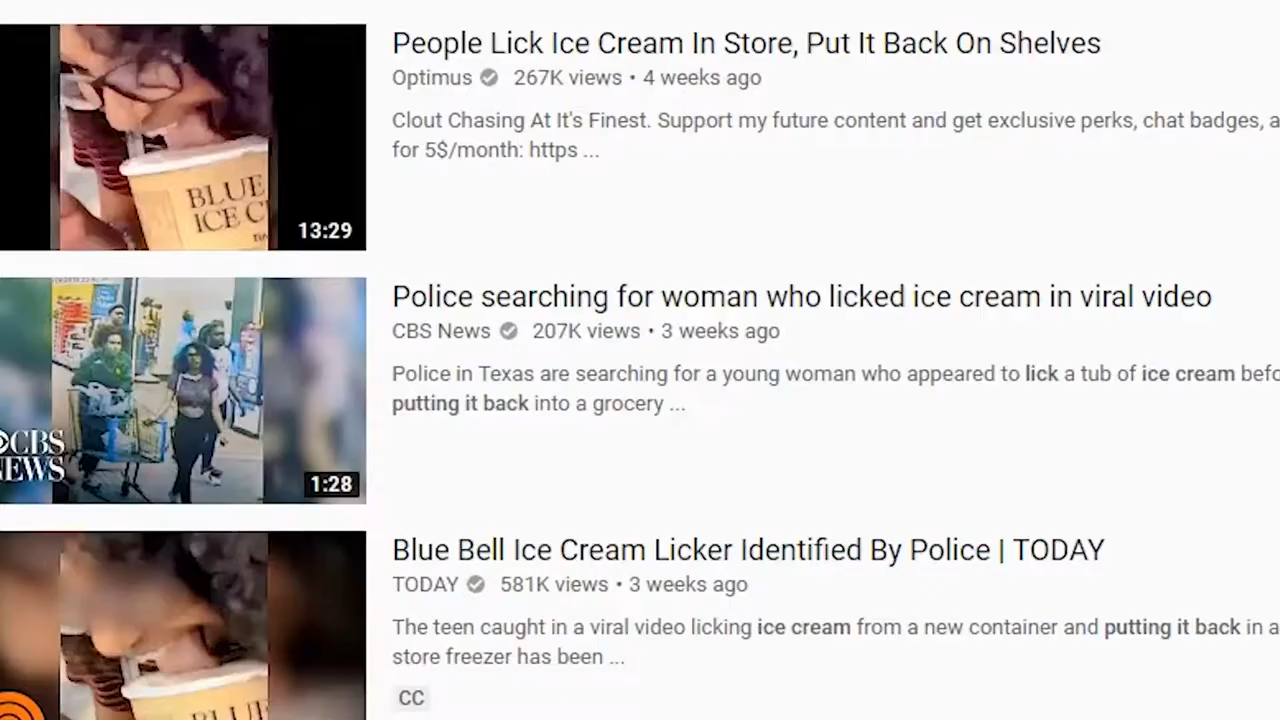 People Lick Ice Cream In Store, Put It Back On Shelves
Optimus 267K views • 4 weeks ago
Clout Chasing At It's Finest. Support my future content and get exclusive perks, chat badges, a
for 5$/month: https ...
BLUE
ICE C
13:29
Police searching for woman who licked ice cream in viral video
CBS News 207K views • 3 weeks ago
Police in Texas are searching for a young woman who appeared to lick a tub of ice cream befo
putting it back into a grocery ...
CBS
NEWS
1:28
Blue Bell Ice Cream Licker Identified By Police | TODAY
TODAY 581K views • 3 weeks ago
The teen caught in a viral video licking ice cream from a new container and putting it back in a
store freezer has been ...
CC
BLUE